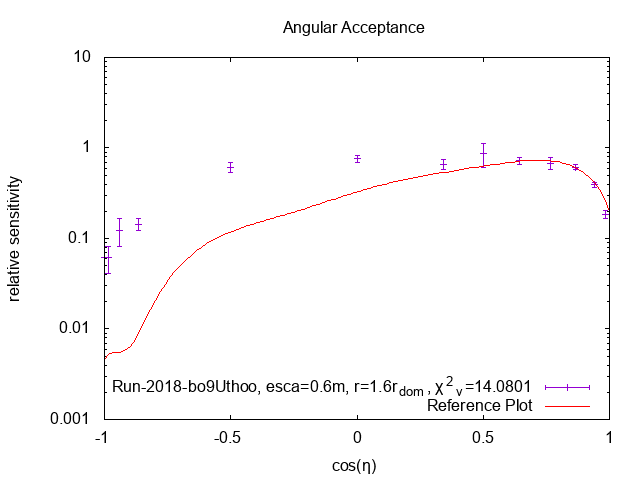 Angular Acceptance
10
1
0.1
0.01
0.001
relative sensitivity
Run-2018-bo9Uthoo, esca=0.6m, r=1.6r_dom, χ²_ν=14.0801
Reference Plot
-1 -0.5 0 0.5 1
cos(η)